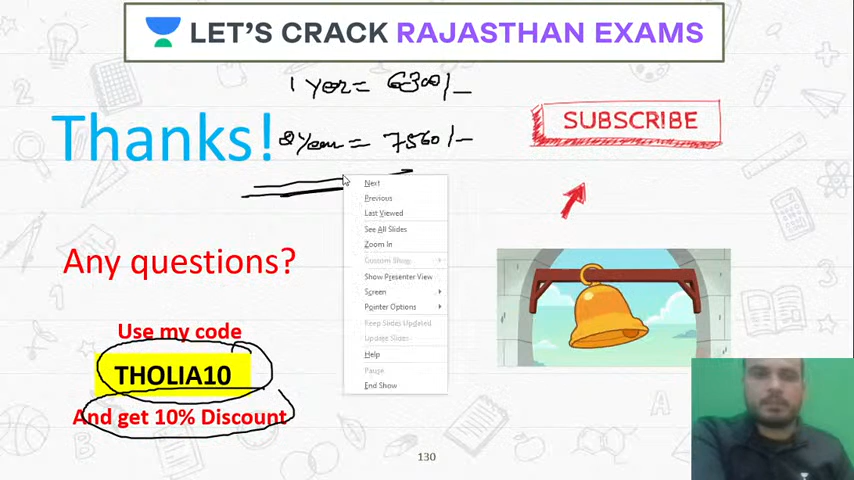 LET'S CRACK RAJASTHAN EXAMS
1 year = 6300/-
Thanks!
2 year = 7560/-
SUBSCRIBE
Next
Previous
Last Viewed
See All Slides
Zoom In
Custom Show
Show Presenter View
Screen
Pointer Options
Keep Slides Updated
Update Slides
Help
Pause
End Show
Any questions?
Use my code
THOLIA10
And get 10% Discount
130